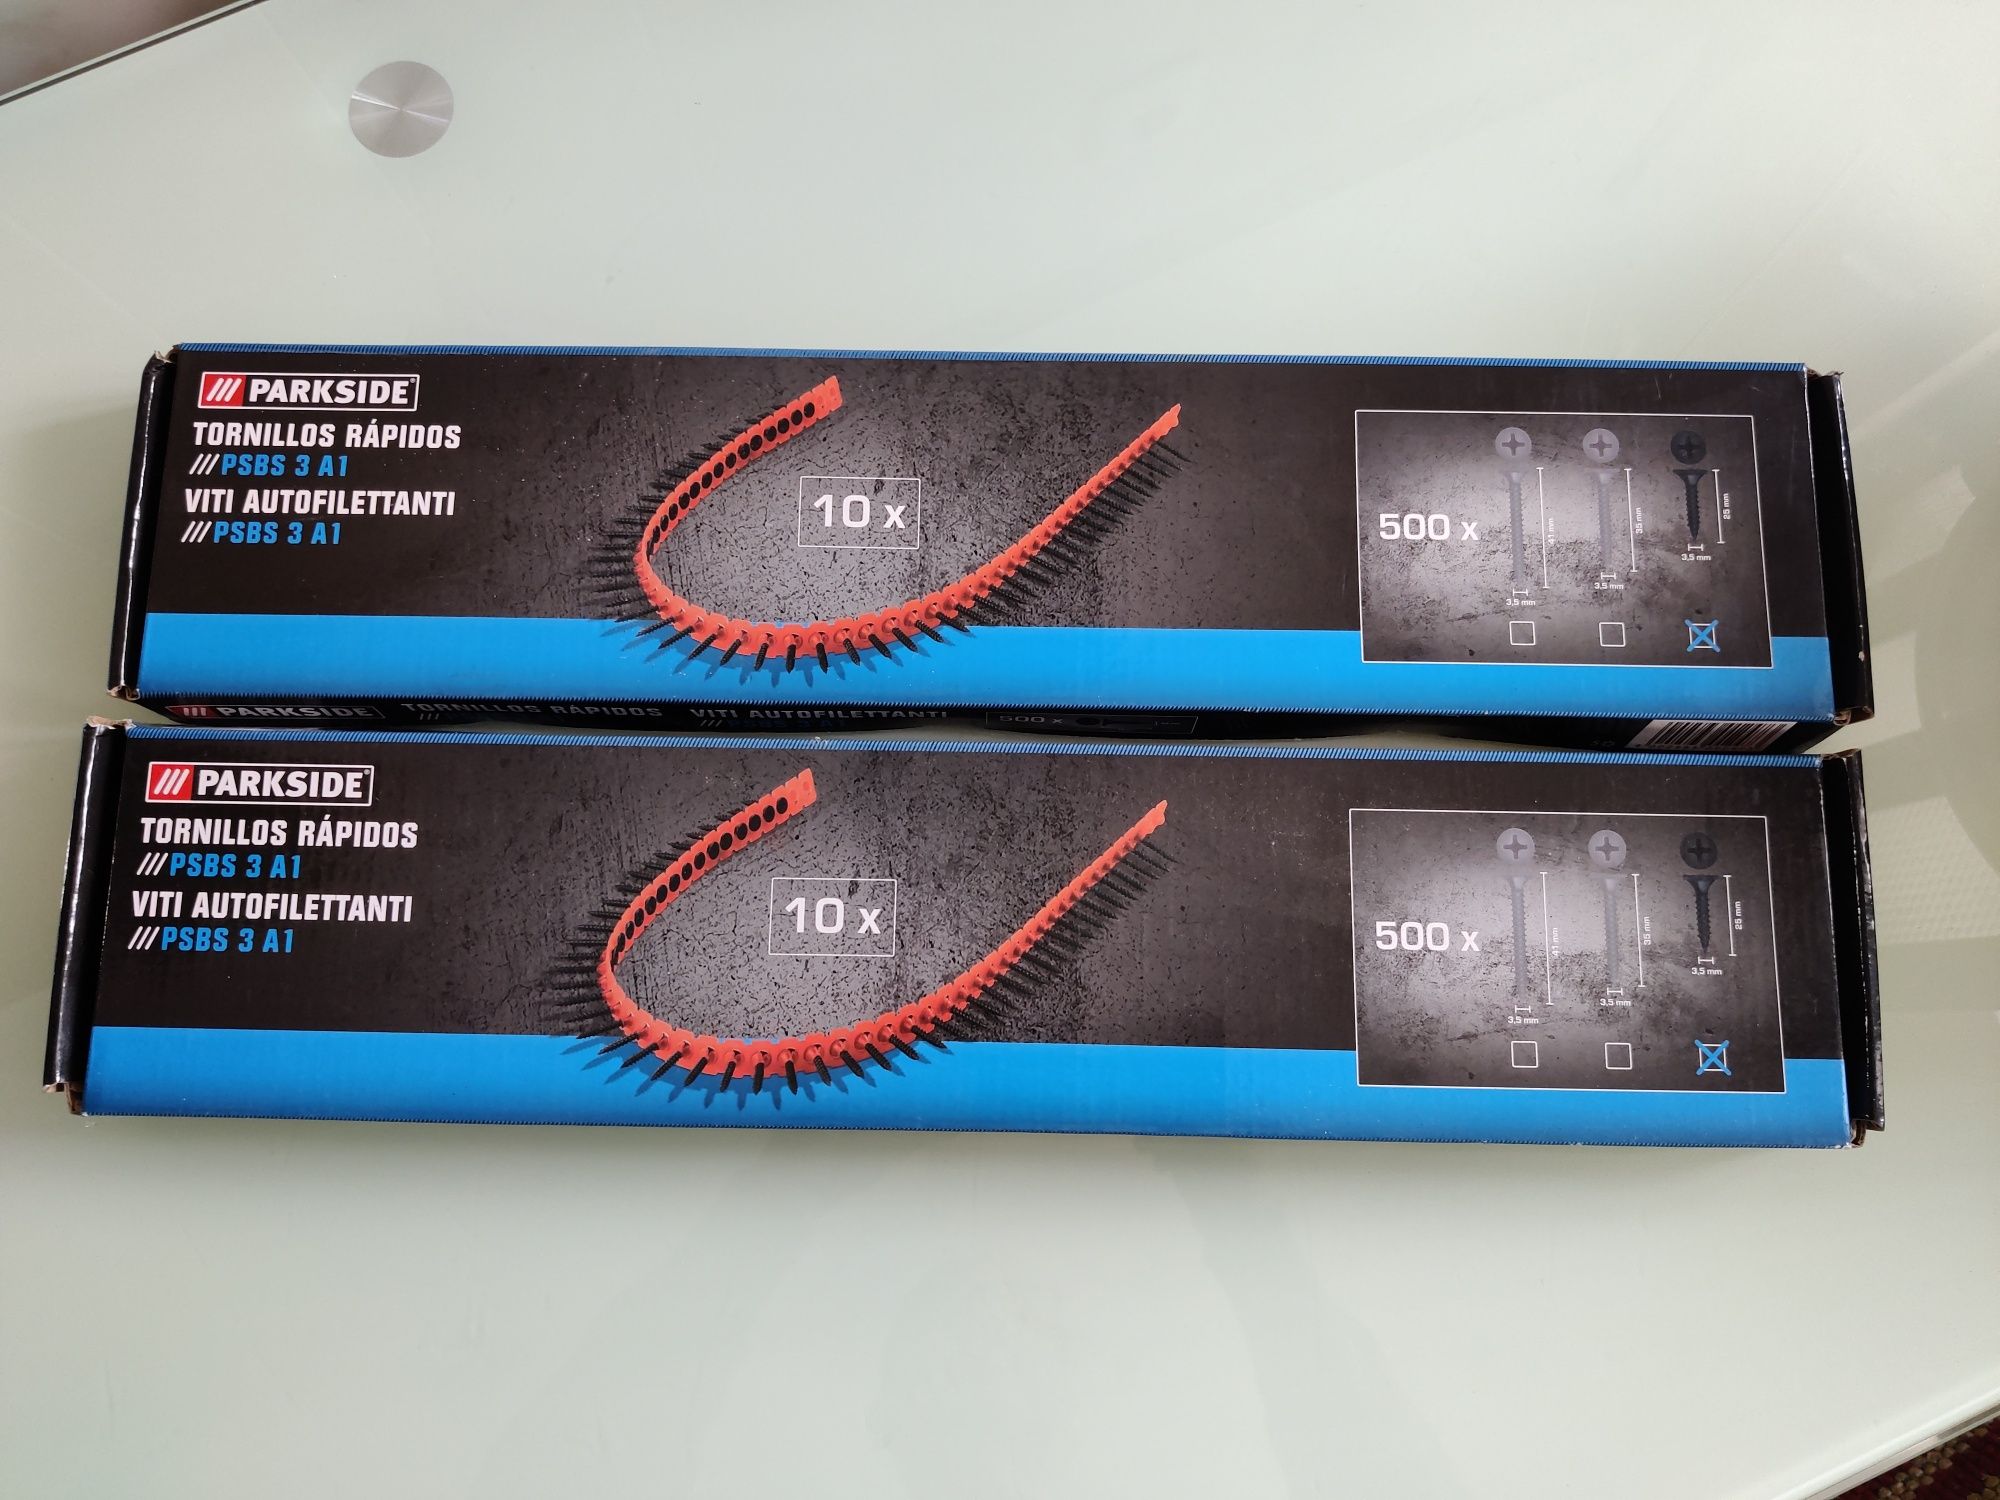 PARKSIDE®
TORNILLOS RÁPIDOS
PSBS 3 A1
VITI AUTOFILETTANTI
PSBS 3 A1
10 x
500 x
41 mm
3,5 mm
35 mm
3,5 mm
25 mm
3,5 mm
PARKSIDE TORNILLOS RÁPIDOS VITI AUTOFILETTANTI 500 x
PARKSIDE®
TORNILLOS RÁPIDOS
PSBS 3 A1
VITI AUTOFILETTANTI
PSBS 3 A1
10 x
500 x
41 mm
3,5 mm
35 mm
3,5 mm
25 mm
3,5 mm